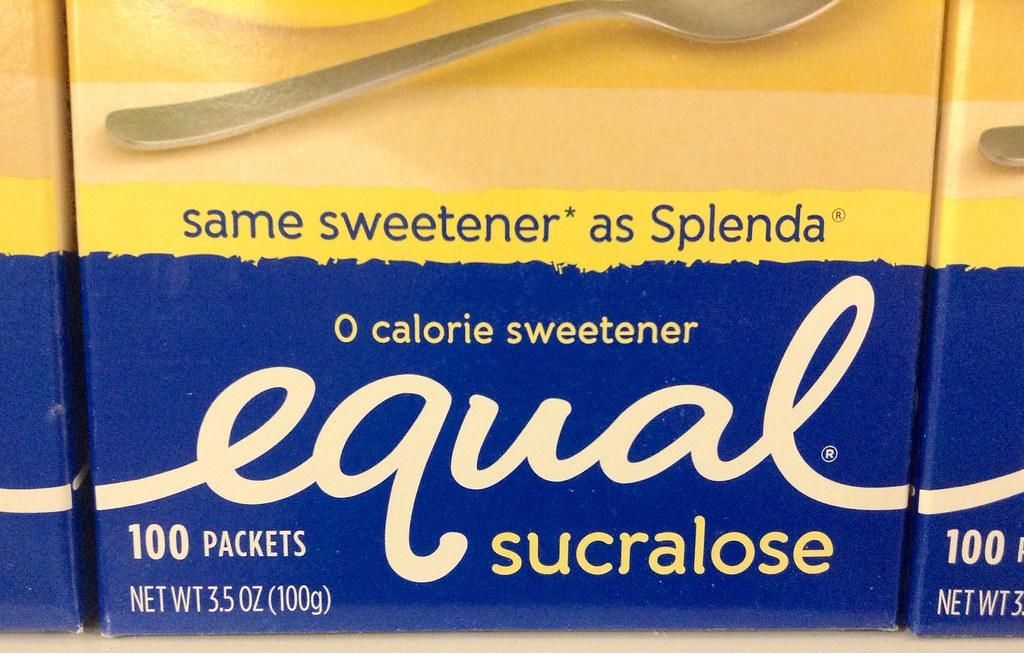 same sweetener* as Splenda®
0 calorie sweetener
equal®
sucralose
100 PACKETS
NET WT 3.5 OZ (100g)
100
NET WT 3.